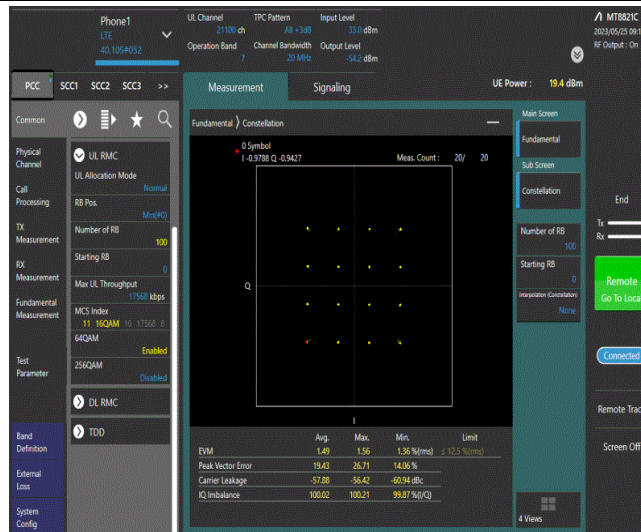 Phone1
LTE
40.105#052
UL Channel TPC Pattern Input Level
21100 ch All +3dB 33.0 dBm
Operation Band Channel Bandwidth Output Level
7 20 MHz -54.2 dBm
MT8821C
2023/05/25 09:1
RF Output : On
PCC SCC1 SCC2 SCC3 >>
Measurement Signaling
UE Power : 19.4 dBm
Common
Physical
Channel
Call
Processing
TX
Measurement
RX
Measurement
Fundamental
Measurement
Test
Parameter
Band
Definition
External
Loss
System
Config
UL RMC
UL Allocation Mode
Normal
RB Pos.
Min(#0)
Number of RB
100
Starting RB
0
Max UL Throughput
17568 kbps
MCS Index
11 16QAM 10 17568 8
64QAM
Enabled
256QAM
Disabled
DL RMC
TDD
Fundamental 〉 Constellation
0 Symbol
I -0.9788 Q -0.9427 Meas. Count : 20/ 20
Q
I
Avg. Max. Min. Limit
EVM 1.49 1.56 1.36 %(rms) ≤ 12.5 %(rms)
Peak Vector Error 19.43 26.71 14.06 %
Carrier Leakage -57.88 -56.42 -60.94 dBc
IQ Imbalance 100.02 100.21 99.87 %(I/Q)
Main Screen
Fundamental
Sub Screen
Constellation
Number of RB
100
Starting RB
0
Interpolation (Constellation)
None
4 Views
End
Tx
Rx
Remote
Go To Loca
Connected
Remote Trac
Screen Off